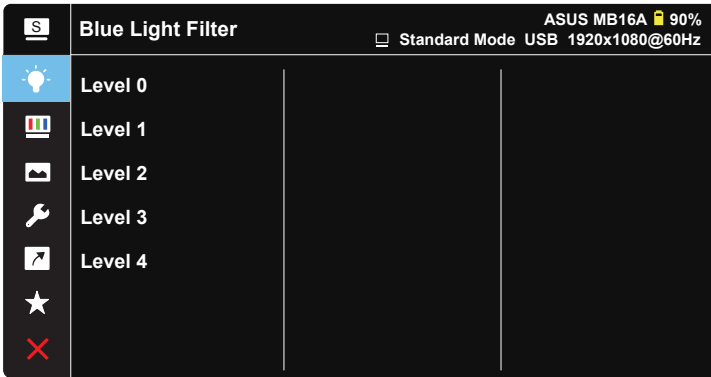 S
Blue Light Filter
ASUS MB16A 90%
Standard Mode USB 1920x1080@60Hz
Level 0
Level 1
Level 2
Level 3
Level 4